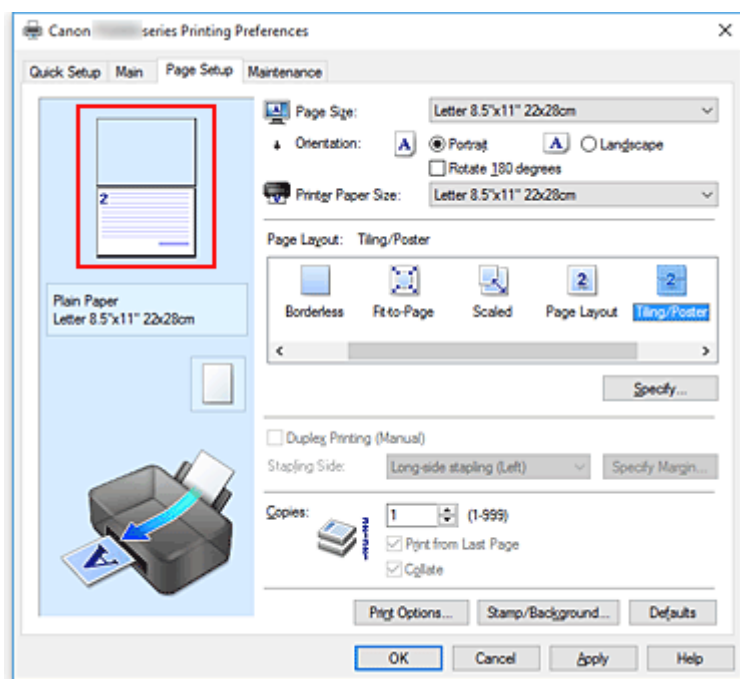 Canon series Printing Preferences
Quick Setup Main Page Setup Maintenance
2
Plain Paper
Letter 8.5"x11" 22x28cm
Page Size: Letter 8.5"x11" 22x28cm
Orientation: A Portrait A Landscape
Rotate 180 degrees
Printer Paper Size: Letter 8.5"x11" 22x28cm
Page Layout: Tiling/Poster
2 2
Borderless Fit-to-Page Scaled Page Layout Tiling/Poster
Specify...
Duplex Printing (Manual)
Stapling Side: Long-side stapling (Left) Specify Margin...
Copies: 1 (1-999)
Print from Last Page
Collate
A
Print Options... Stamp/Background... Defaults
OK Cancel Apply Help